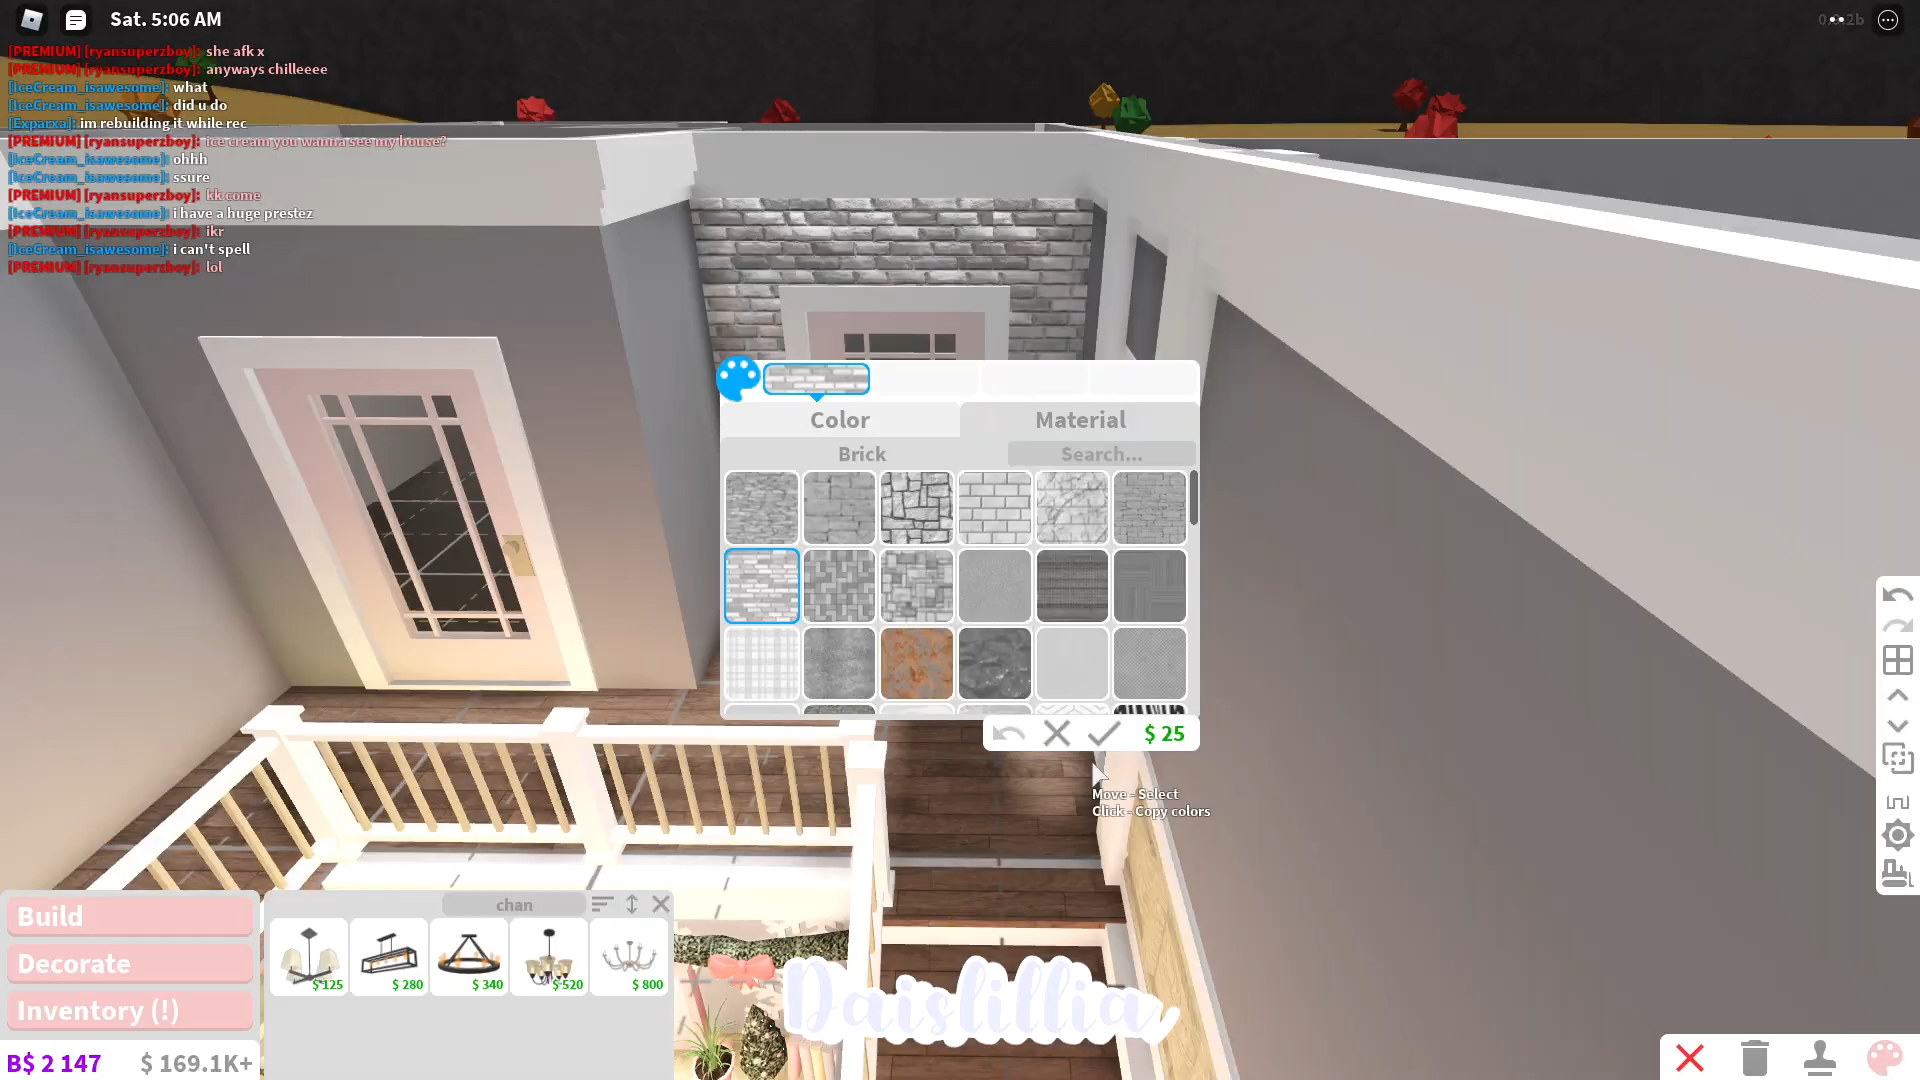 Sat. 5:06 AM
[PREMIUM] [ryansuperzboy]: she afk x
[PREMIUM] [ryansuperzboy]: anyways chilleeee
[IceCream_isawesome]: what
[IceCream_isawesome]: did u do
[Exparxa]: im rebuilding it while rec
[PREMIUM] [ryansuperzboy]: ice cream you wanna see my house?
[IceCream_isawesome]: ohhh
[IceCream_isawesome]: ssure
[PREMIUM] [ryansuperzboy]: kk come
[IceCream_isawesome]: i have a huge prestez
[PREMIUM] [ryansuperzboy]: ikr
[IceCream_isawesome]: i can't spell
[PREMIUM] [ryansuperzboy]: lol
Color Material
Brick Search...
$ 25
Move - Select
Click - Copy colors
Build
Decorate
Inventory (!)
B$ 2 147 $ 169.1K+
chan
$ 125 $ 280 $ 340 $ 520 $ 800
Daislillia